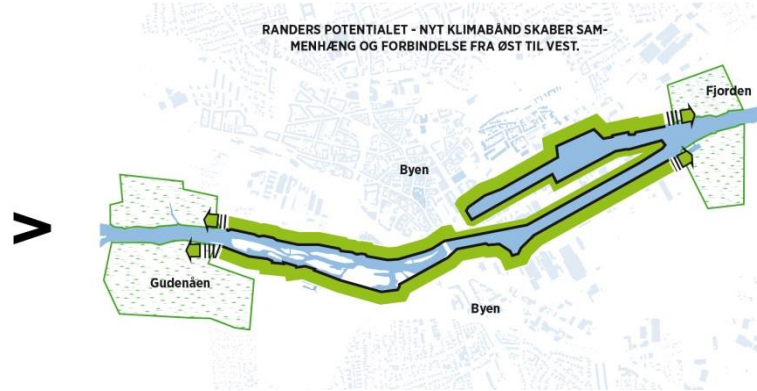 RANDERS POTENTIALET - NYT KLIMABÅND SKABER SAM-
MENHÆNG OG FORBINDELSE FRA ØST TIL VEST.
Fjorden
Byen
V
Gudenåen
Byen